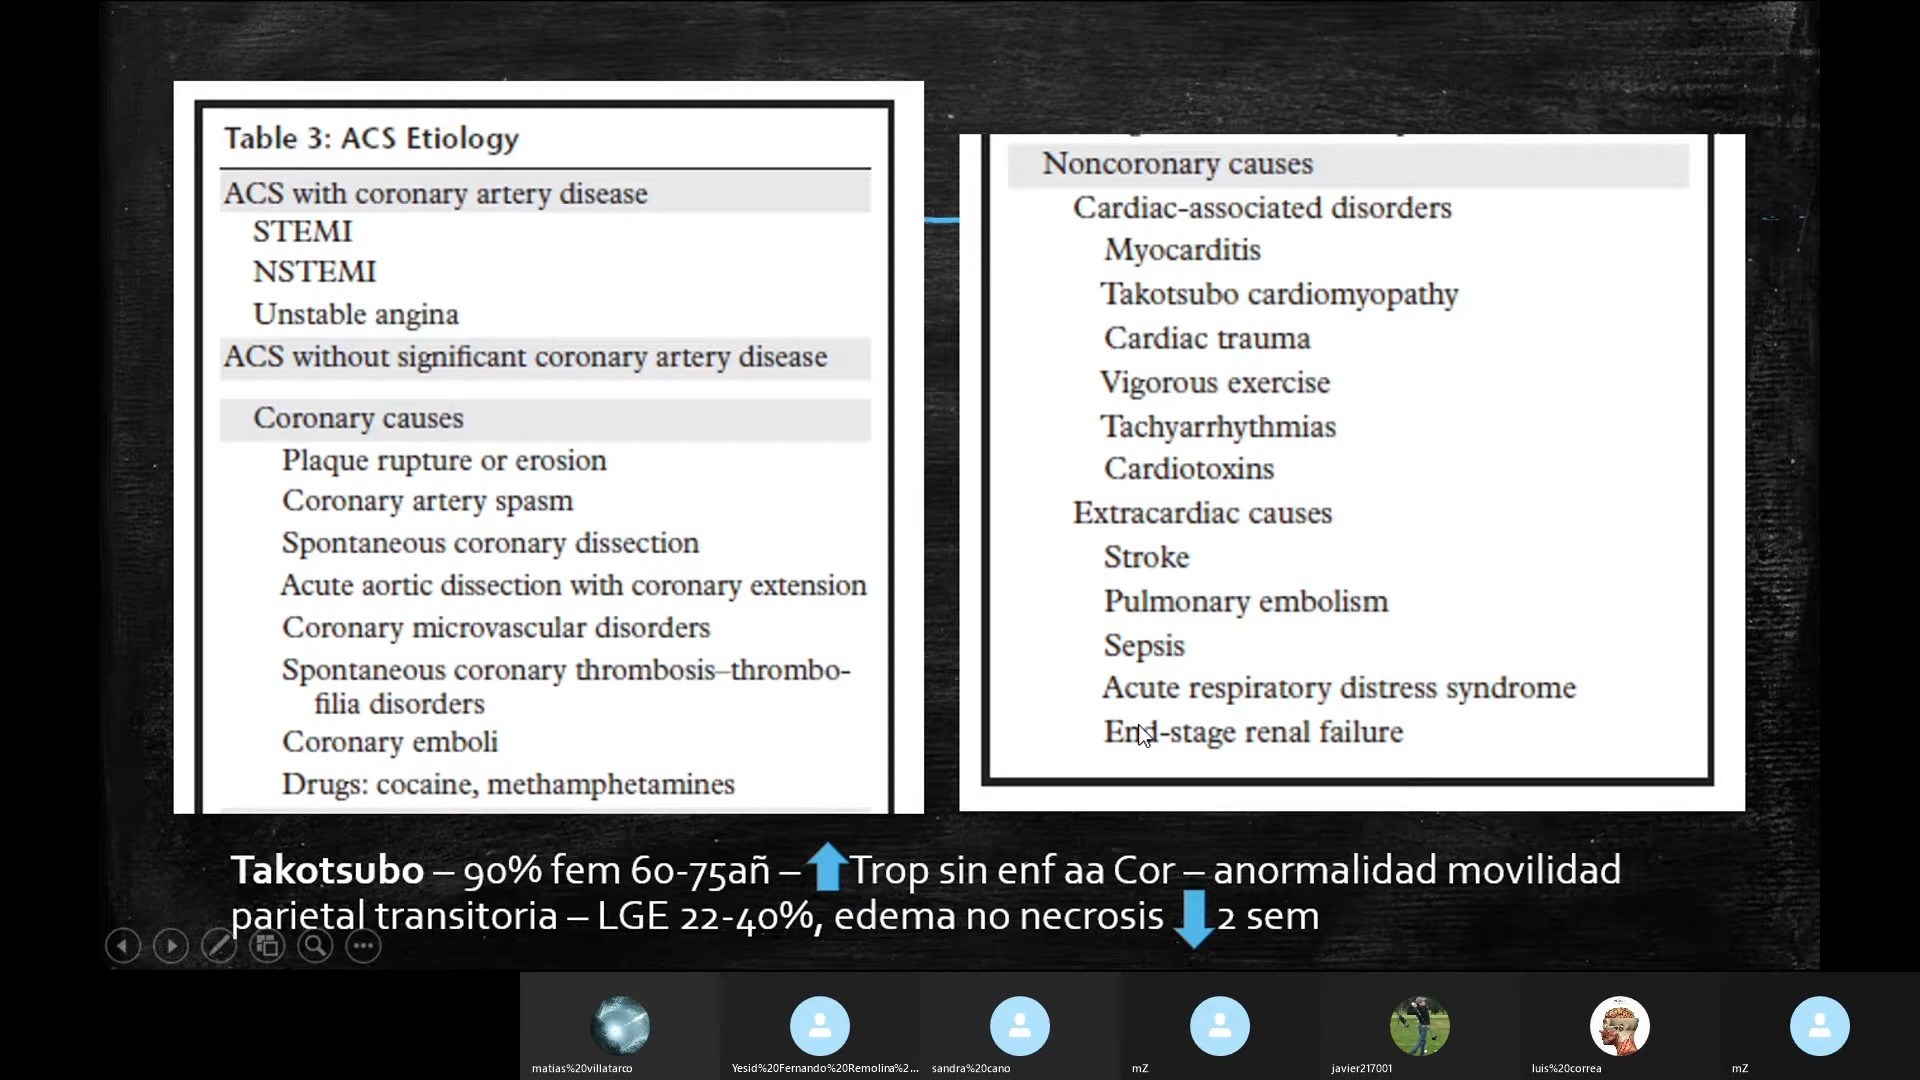 Table 3: ACS Etiology
ACS with coronary artery disease
STEMI
NSTEMI
Unstable angina
ACS without significant coronary artery disease
Coronary causes
Plaque rupture or erosion
Coronary artery spasm
Spontaneous coronary dissection
Acute aortic dissection with coronary extension
Coronary microvascular disorders
Spontaneous coronary thrombosis–thrombo-
filia disorders
Coronary emboli
Drugs: cocaine, methamphetamines
Noncoronary causes
Cardiac-associated disorders
Myocarditis
Takotsubo cardiomyopathy
Cardiac trauma
Vigorous exercise
Tachyarrhythmias
Cardiotoxins
Extracardiac causes
Stroke
Pulmonary embolism
Sepsis
Acute respiratory distress syndrome
End-stage renal failure
Takotsubo – 90% fem 60-75añ – Trop sin enf aa Cor – anormalidad movilidad
parietal transitoria – LGE 22-40%, edema no necrosis 2 sem
matias%20villatarco
Yesid%20Fernando%20Remolina%2...
sandra%20cano
mZ
javier217001
luis%20correa
mZ